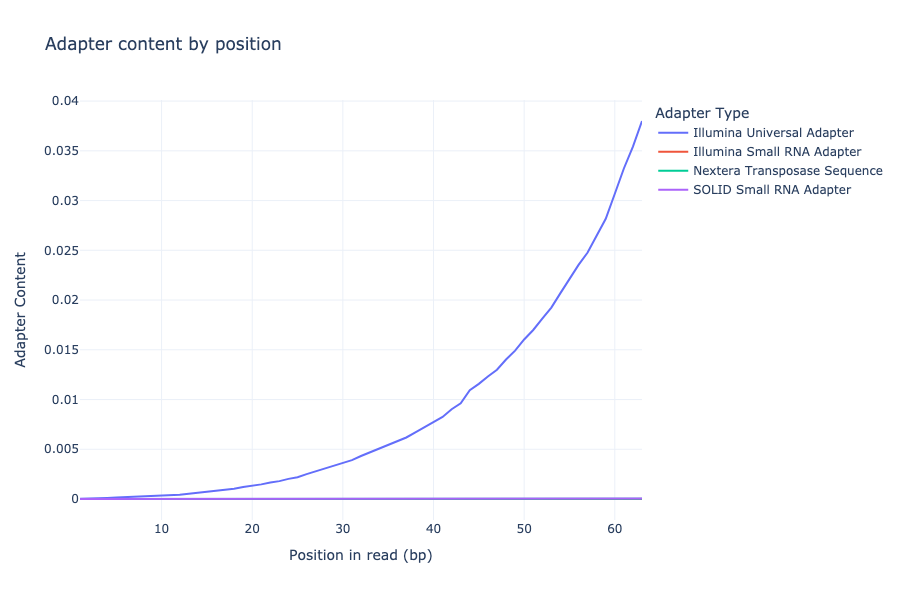 Adapter content by position
0.04
0.035
0.03
0.025
0.02
0.015
0.01
0.005
0
Adapter Content
10
20
30
40
50
60
Position in read (bp)
Adapter Type
Illumina Universal Adapter
Illumina Small RNA Adapter
Nextera Transposase Sequence
SOLID Small RNA Adapter